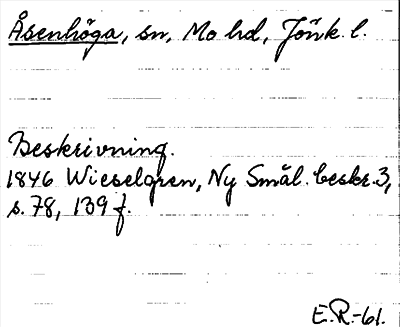 Åsenhöga, sn, Mo hd, Jönk. l.
Beskrivning.
1846 Wieselgren, Ny Smål. beskr. 3,
s. 78, 139 f.
E.R.-61.